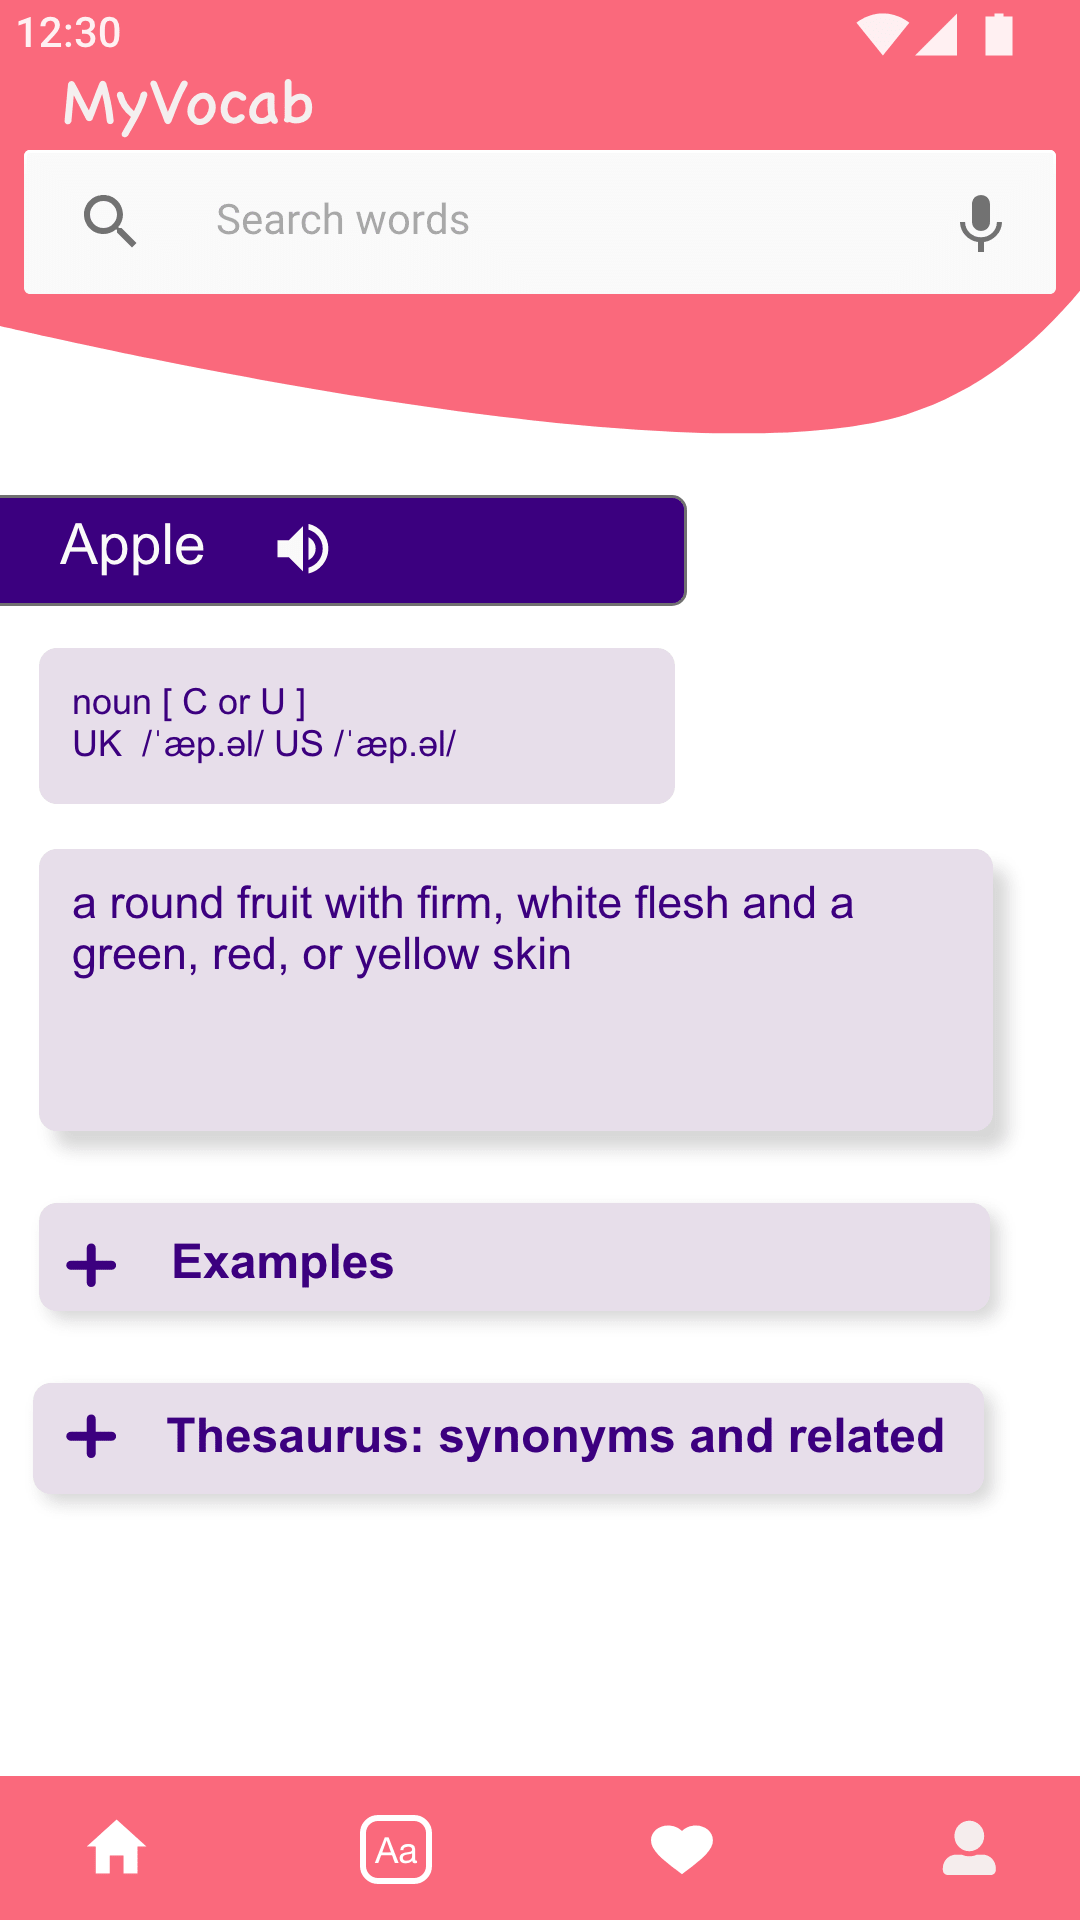 12:30
MyVocab
Search words
Apple
noun [ C or U ]
UK  /ˈæp.əl/ US /ˈæp.əl/
a round fruit with firm, white flesh and a
green, red, or yellow skin
Examples
Thesaurus: synonyms and related
Aa